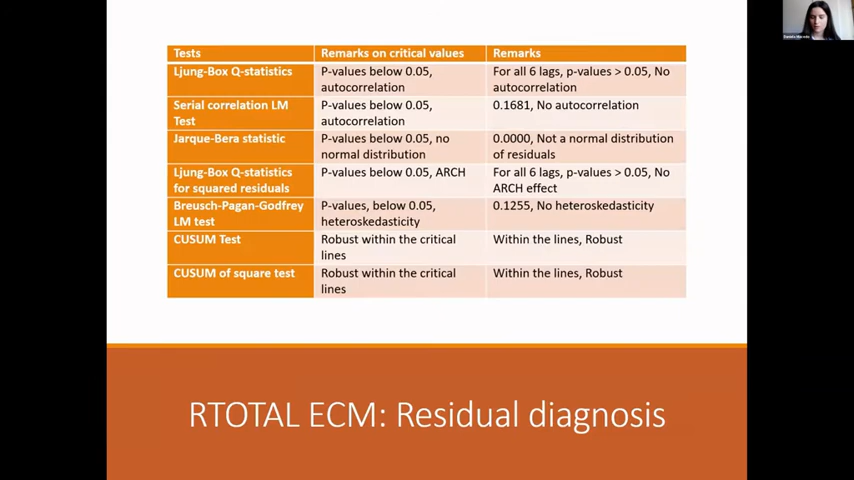 Tests Remarks on critical values Remarks
Ljung-Box Q-statistics P-values below 0.05, For all 6 lags, p-values > 0.05, No
autocorrelation autocorrelation
Serial correlation LM P-values below 0.05, 0.1681, No autocorrelation
Test autocorrelation
Jarque-Bera statistic P-values below 0.05, no 0.0000, Not a normal distribution
normal distribution of residuals
Ljung-Box Q-statistics P-values below 0.05, ARCH For all 6 lags, p-values > 0.05, No
for squared residuals ARCH effect
Breusch-Pagan-Godfrey P-values, below 0.05, 0.1255, No heteroskedasticity
LM test heteroskedasticity
CUSUM Test Robust within the critical Within the lines, Robust
lines
CUSUM of square test Robust within the critical Within the lines, Robust
lines
RTOTAL ECM: Residual diagnosis